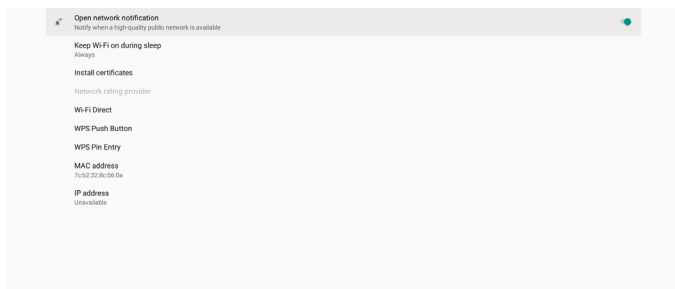 Open network notification
Notify when a high-quality public network is available
Keep Wi-Fi on during sleep
Always
Install certificates
Network rating provider
Wi-Fi Direct
WPS Push Button
WPS Pin Entry
MAC address
7c:b2:32:8c:06:0a
IP address
Unavailable